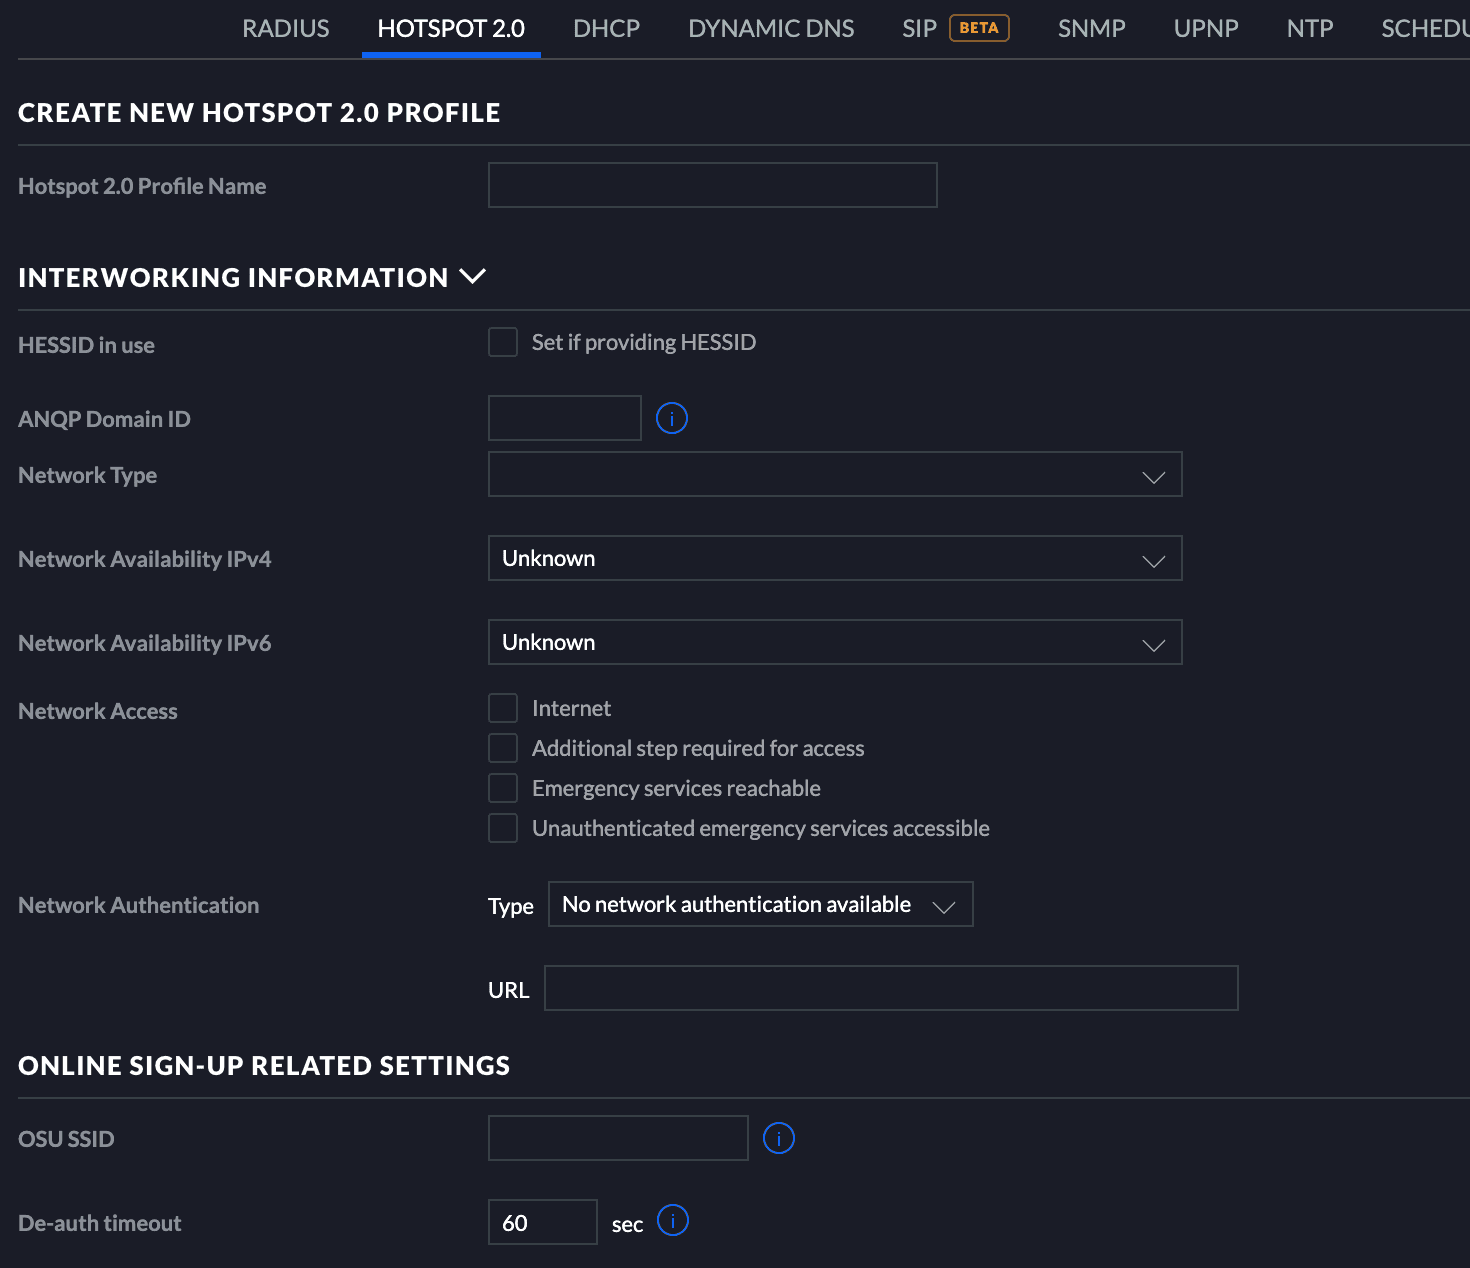 RADIUS HOTSPOT 2.0 DHCP DYNAMIC DNS SIP BETA SNMP UPNP NTP SCHEDU
CREATE NEW HOTSPOT 2.0 PROFILE
Hotspot 2.0 Profile Name
INTERWORKING INFORMATION
HESSID in use Set if providing HESSID
ANQP Domain ID i
Network Type
Network Availability IPv4 Unknown
Network Availability IPv6 Unknown
Network Access Internet
Additional step required for access
Emergency services reachable
Unauthenticated emergency services accessible
Network Authentication Type No network authentication available
URL
ONLINE SIGN-UP RELATED SETTINGS
OSU SSID i
De-auth timeout 60 sec i